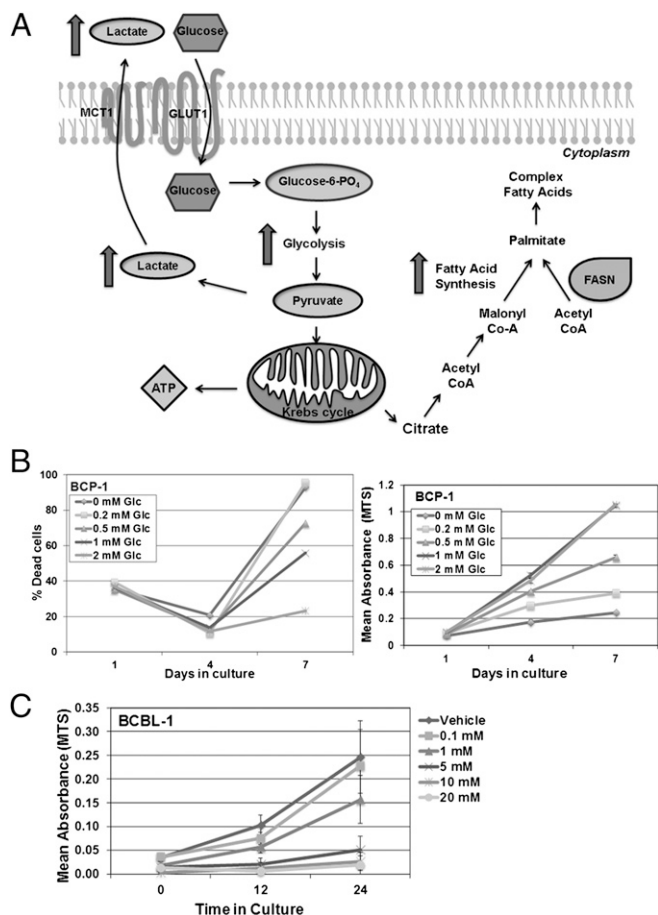 A
Lactate
Glucose
MCT1
GLUT1
Cytoplasm
Glucose
Glucose-6-PO4
Glycolysis
Lactate
Pyruvate
ATP
Krebs cycle
Citrate
Acetyl
CoA
Malonyl
Co-A
Acetyl
CoA
Fatty Acid
Synthesis
FASN
Palmitate
Complex
Fatty Acids
B
BCP-1
0 mM Glc
0.2 mM Glc
0.5 mM Glc
1 mM Glc
2 mM Glc
% Dead cells
100
80
60
40
20
0
1
4
7
Days in culture
BCP-1
0 mM Glc
0.2 mM Glc
0.5 mM Glc
1 mM Glc
2 mM Glc
Mean Absorbance (MTS)
1.2
1
0.8
0.6
0.4
0.2
0
1
4
7
Days in culture
C
BCBL-1
Mean Absorbance (MTS)
0.35
0.30
0.25
0.20
0.15
0.10
0.05
0.00
0
12
24
Time in Culture
Vehicle
0.1 mM
1 mM
5 mM
10 mM
20 mM